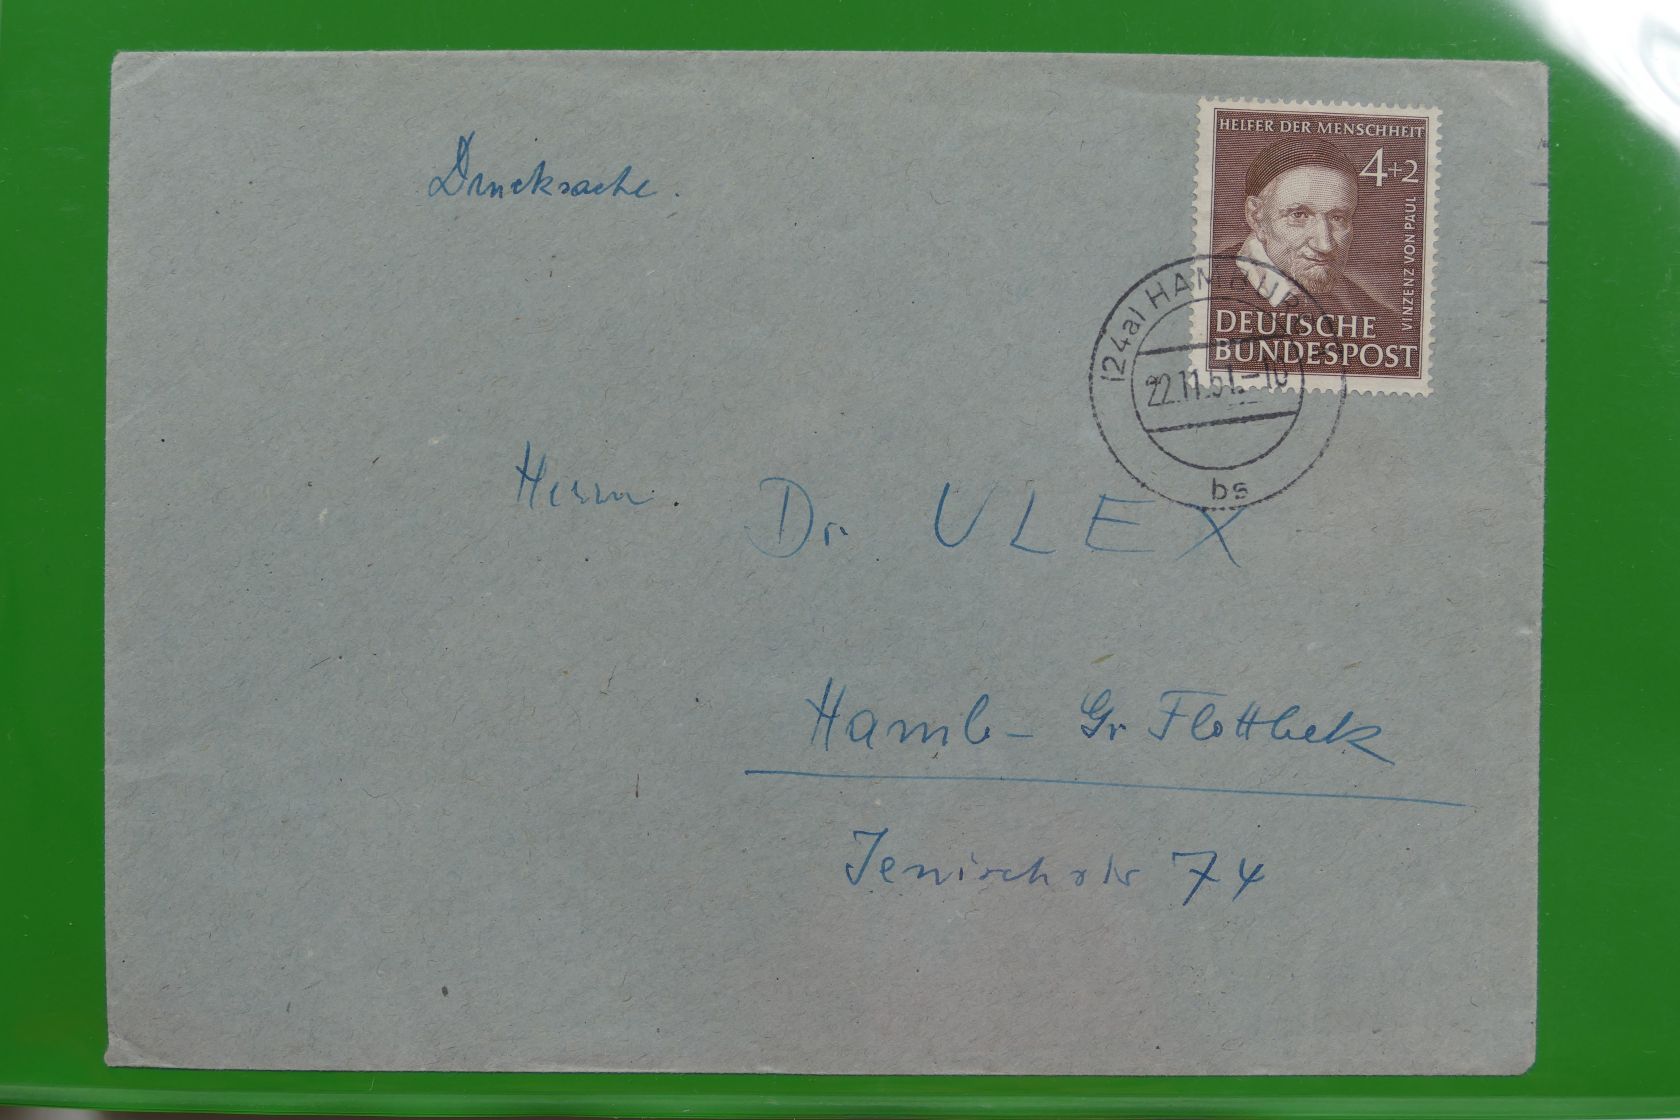 Drucksache.
HELFER DER MENSCHHEIT
4+2
VINZENZ VON PAUL
DEUTSCHE
BUNDESPOST
(24a) HAMBURG
22.11.51.-10
bs
Herrn
Dr. ULEX
Hamb- Gr Flottbek
Jenischstr 74